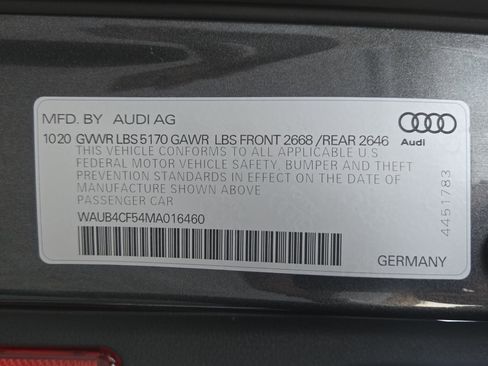 MFD. BY AUDI AG
1020 GVWR LBS 5170 GAWR LBS FRONT 2668 /REAR 2646
THIS VEHICLE CONFORMS TO ALL APPLICABLE U.S
FEDERAL MOTOR VEHICLE SAFETY, BUMPER AND THEFT
PREVENTION STANDARDS IN EFFECT ON THE DATE OF
MANUFACTURE SHOWN ABOVE
PASSENGER CAR
WAUB4CF54MA016460
Audi
4451783
GERMANY